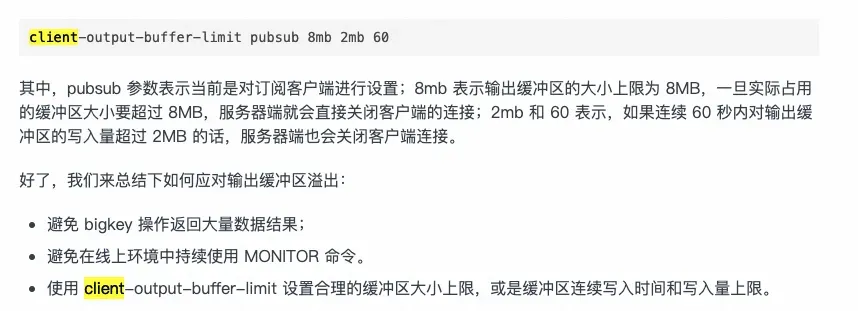 client-output-buffer-limit pubsub 8mb 2mb 60
其中，pubsub 参数表示当前是对订阅客户端进行设置；8mb 表示输出缓冲区的大小上限为 8MB，一旦实际占用
的缓冲区大小要超过 8MB，服务器端就会直接关闭客户端的连接；2mb 和 60 表示，如果连续 60 秒内对输出缓
冲区的写入量超过 2MB 的话，服务器端也会关闭客户端连接。
好了，我们来总结下如何应对输出缓冲区溢出：
• 避免 bigkey 操作返回大量数据结果；
• 避免在线上环境中持续使用 MONITOR 命令。
• 使用 client-output-buffer-limit 设置合理的缓冲区大小上限，或是缓冲区连续写入时间和写入量上限。